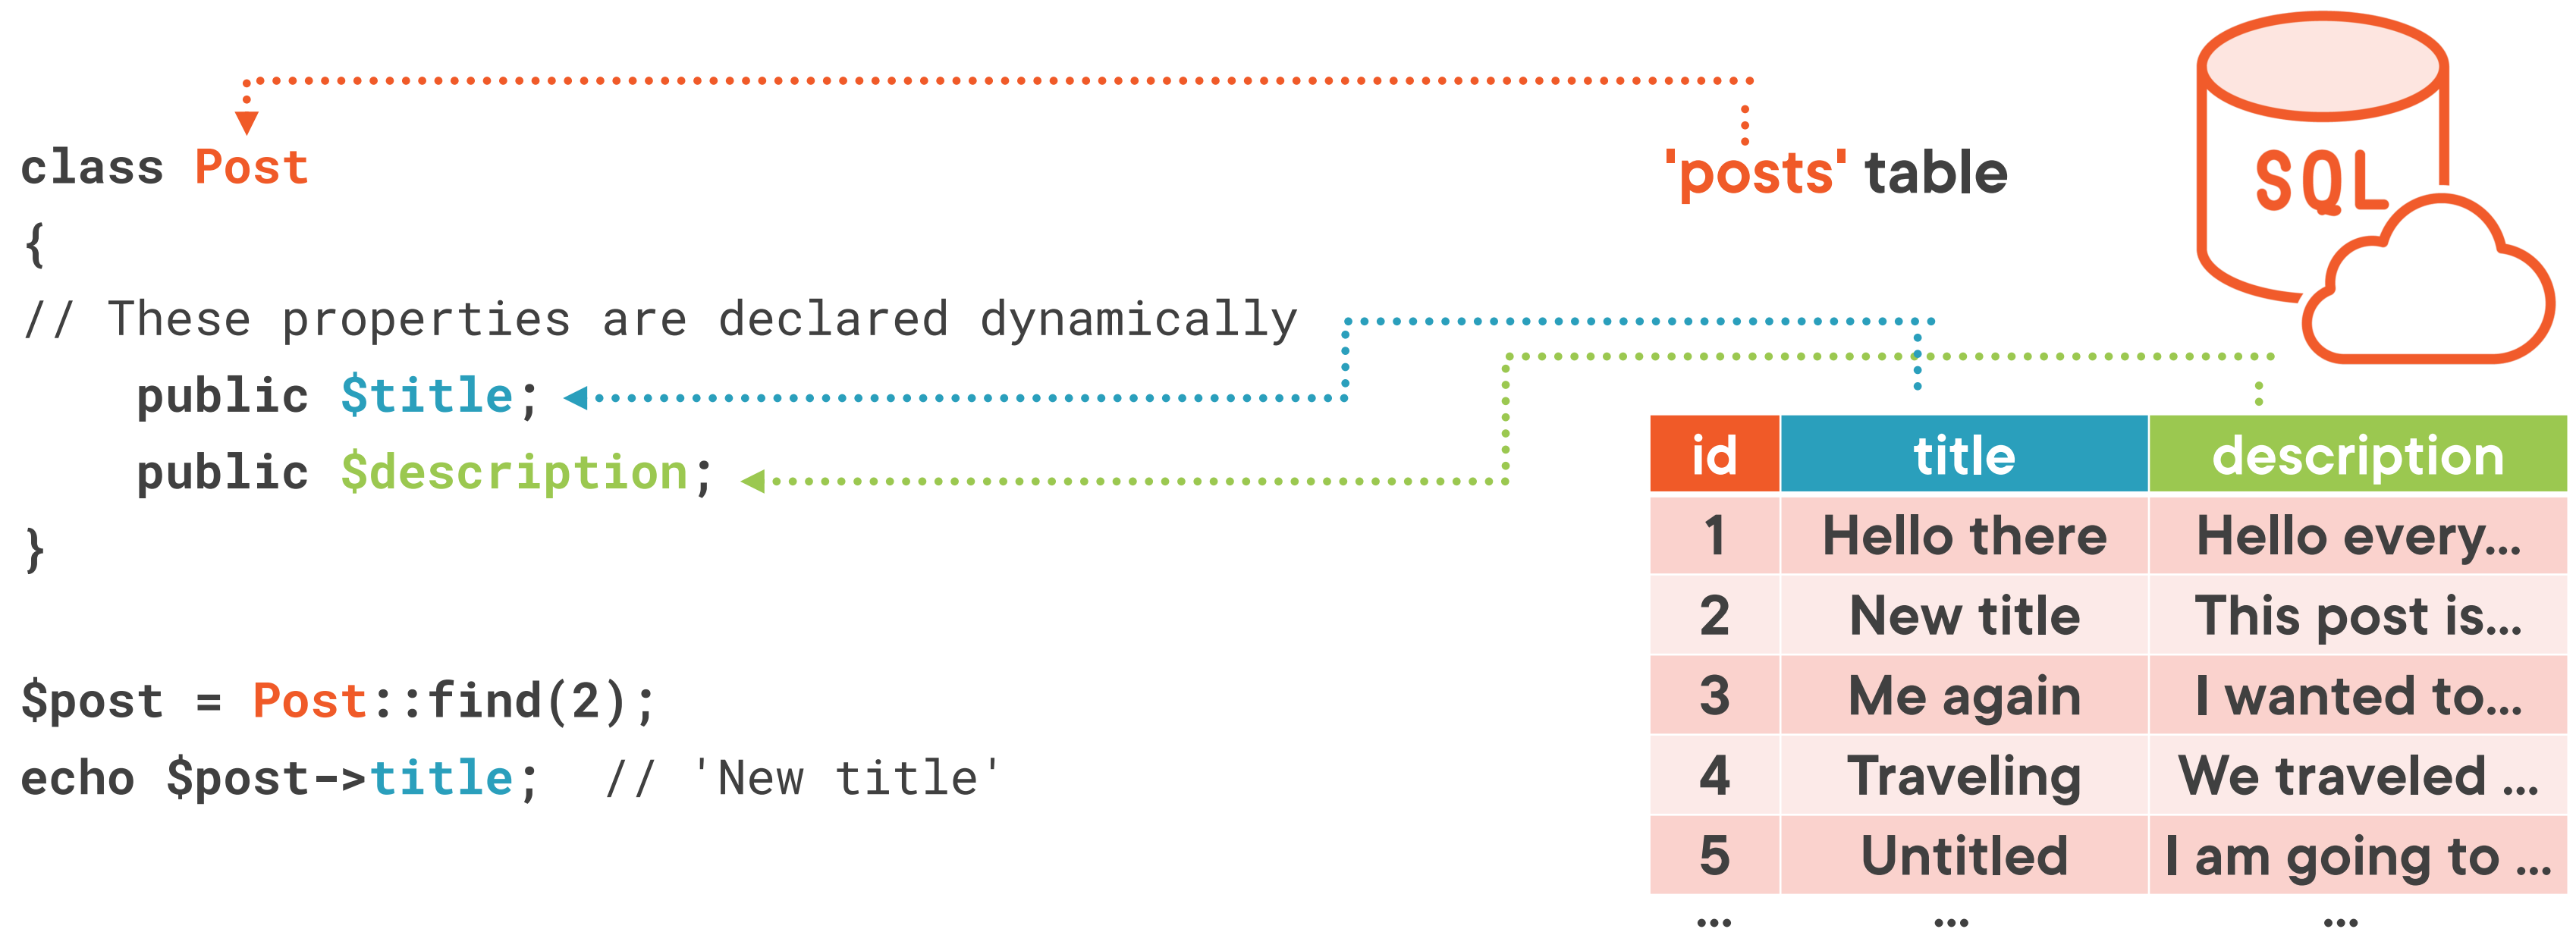 class Post
{
// These properties are declared dynamically
    public $title;
    public $description;
}
$post = Post::find(2);
echo $post->title;  // 'New title'
'posts' table
SQL
id title description
1 Hello there Hello every...
2 New title This post is...
3 Me again I wanted to...
4 Traveling We traveled ...
5 Untitled I am going to ...
... ... ...